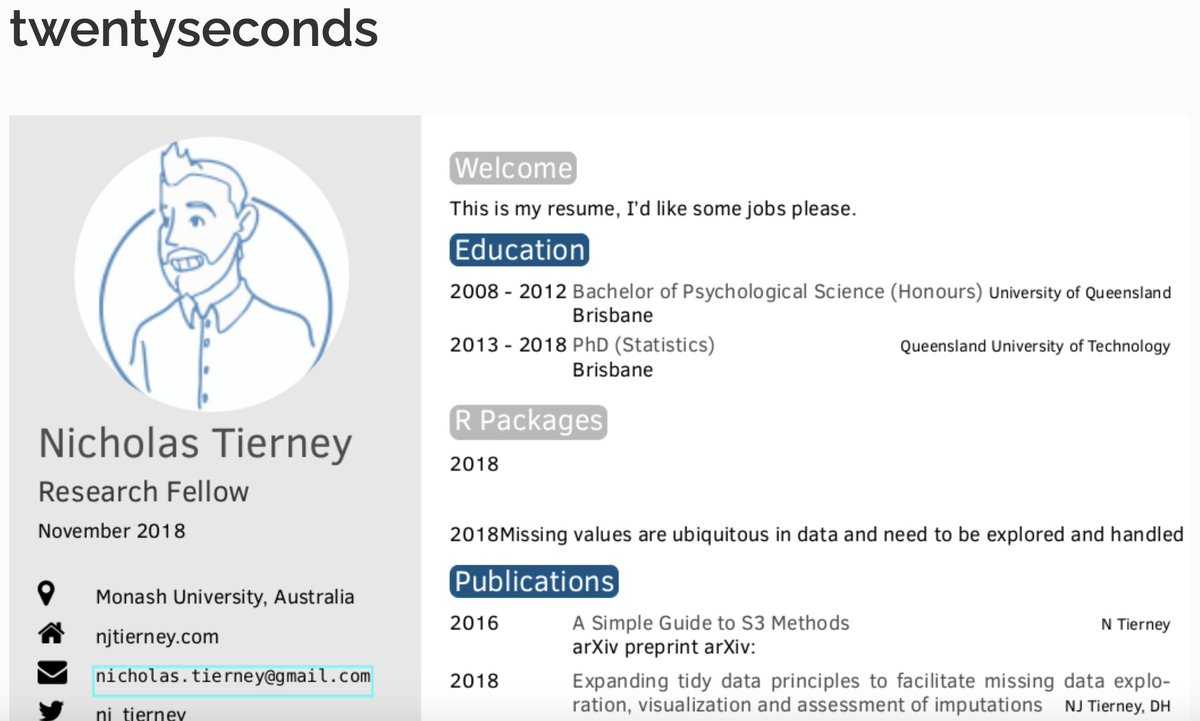 twentyseconds
Nicholas Tierney
Research Fellow
November 2018
Monash University, Australia
njtierney.com
nicholas.tierney@gmail.com
nj_tierney
Welcome
This is my resume, I'd like some jobs please.
Education
2008 - 2012 Bachelor of Psychological Science (Honours) University of Queensland
Brisbane
2013 - 2018 PhD (Statistics) Queensland University of Technology
Brisbane
R Packages
2018
2018Missing values are ubiquitous in data and need to be explored and handled
Publications
2016 A Simple Guide to S3 Methods N Tierney
arXiv preprint arXiv:
2018 Expanding tidy data principles to facilitate missing data explo-
ration, visualization and assessment of imputations NJ Tierney, DH